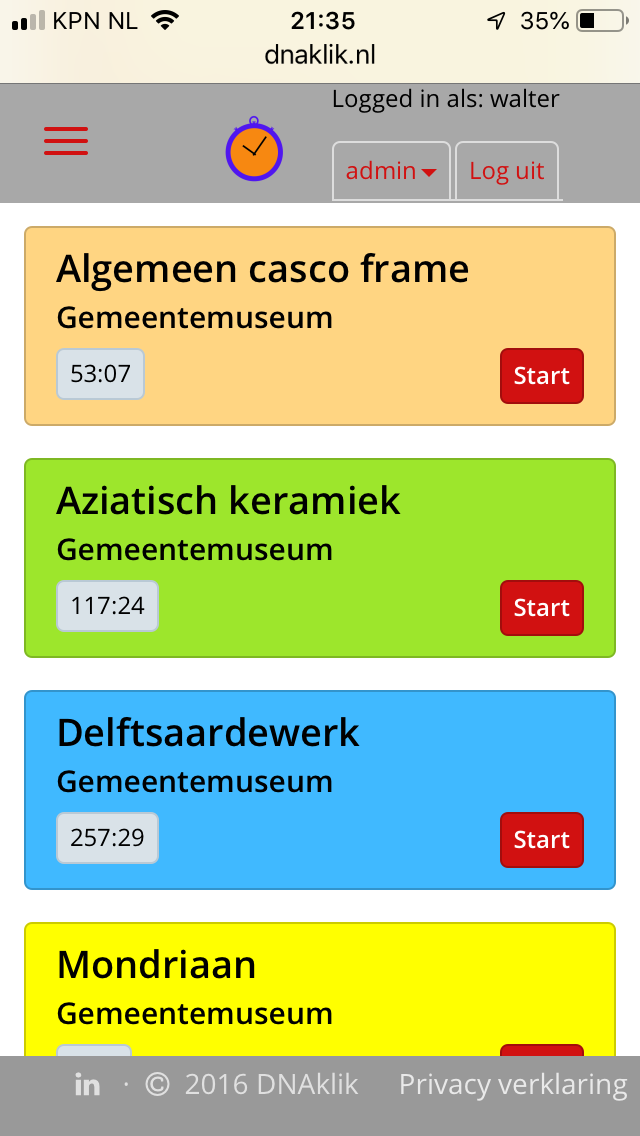 KPN NL 21:35 35%
dnaklik.nl
Logged in als: walter
admin Log uit
Algemeen casco frame
Gemeentemuseum
53:07 Start
Aziatisch keramiek
Gemeentemuseum
117:24 Start
Delftsaardewerk
Gemeentemuseum
257:29 Start
Mondriaan
Gemeentemuseum
in · © 2016 DNAklik Privacy verklaring